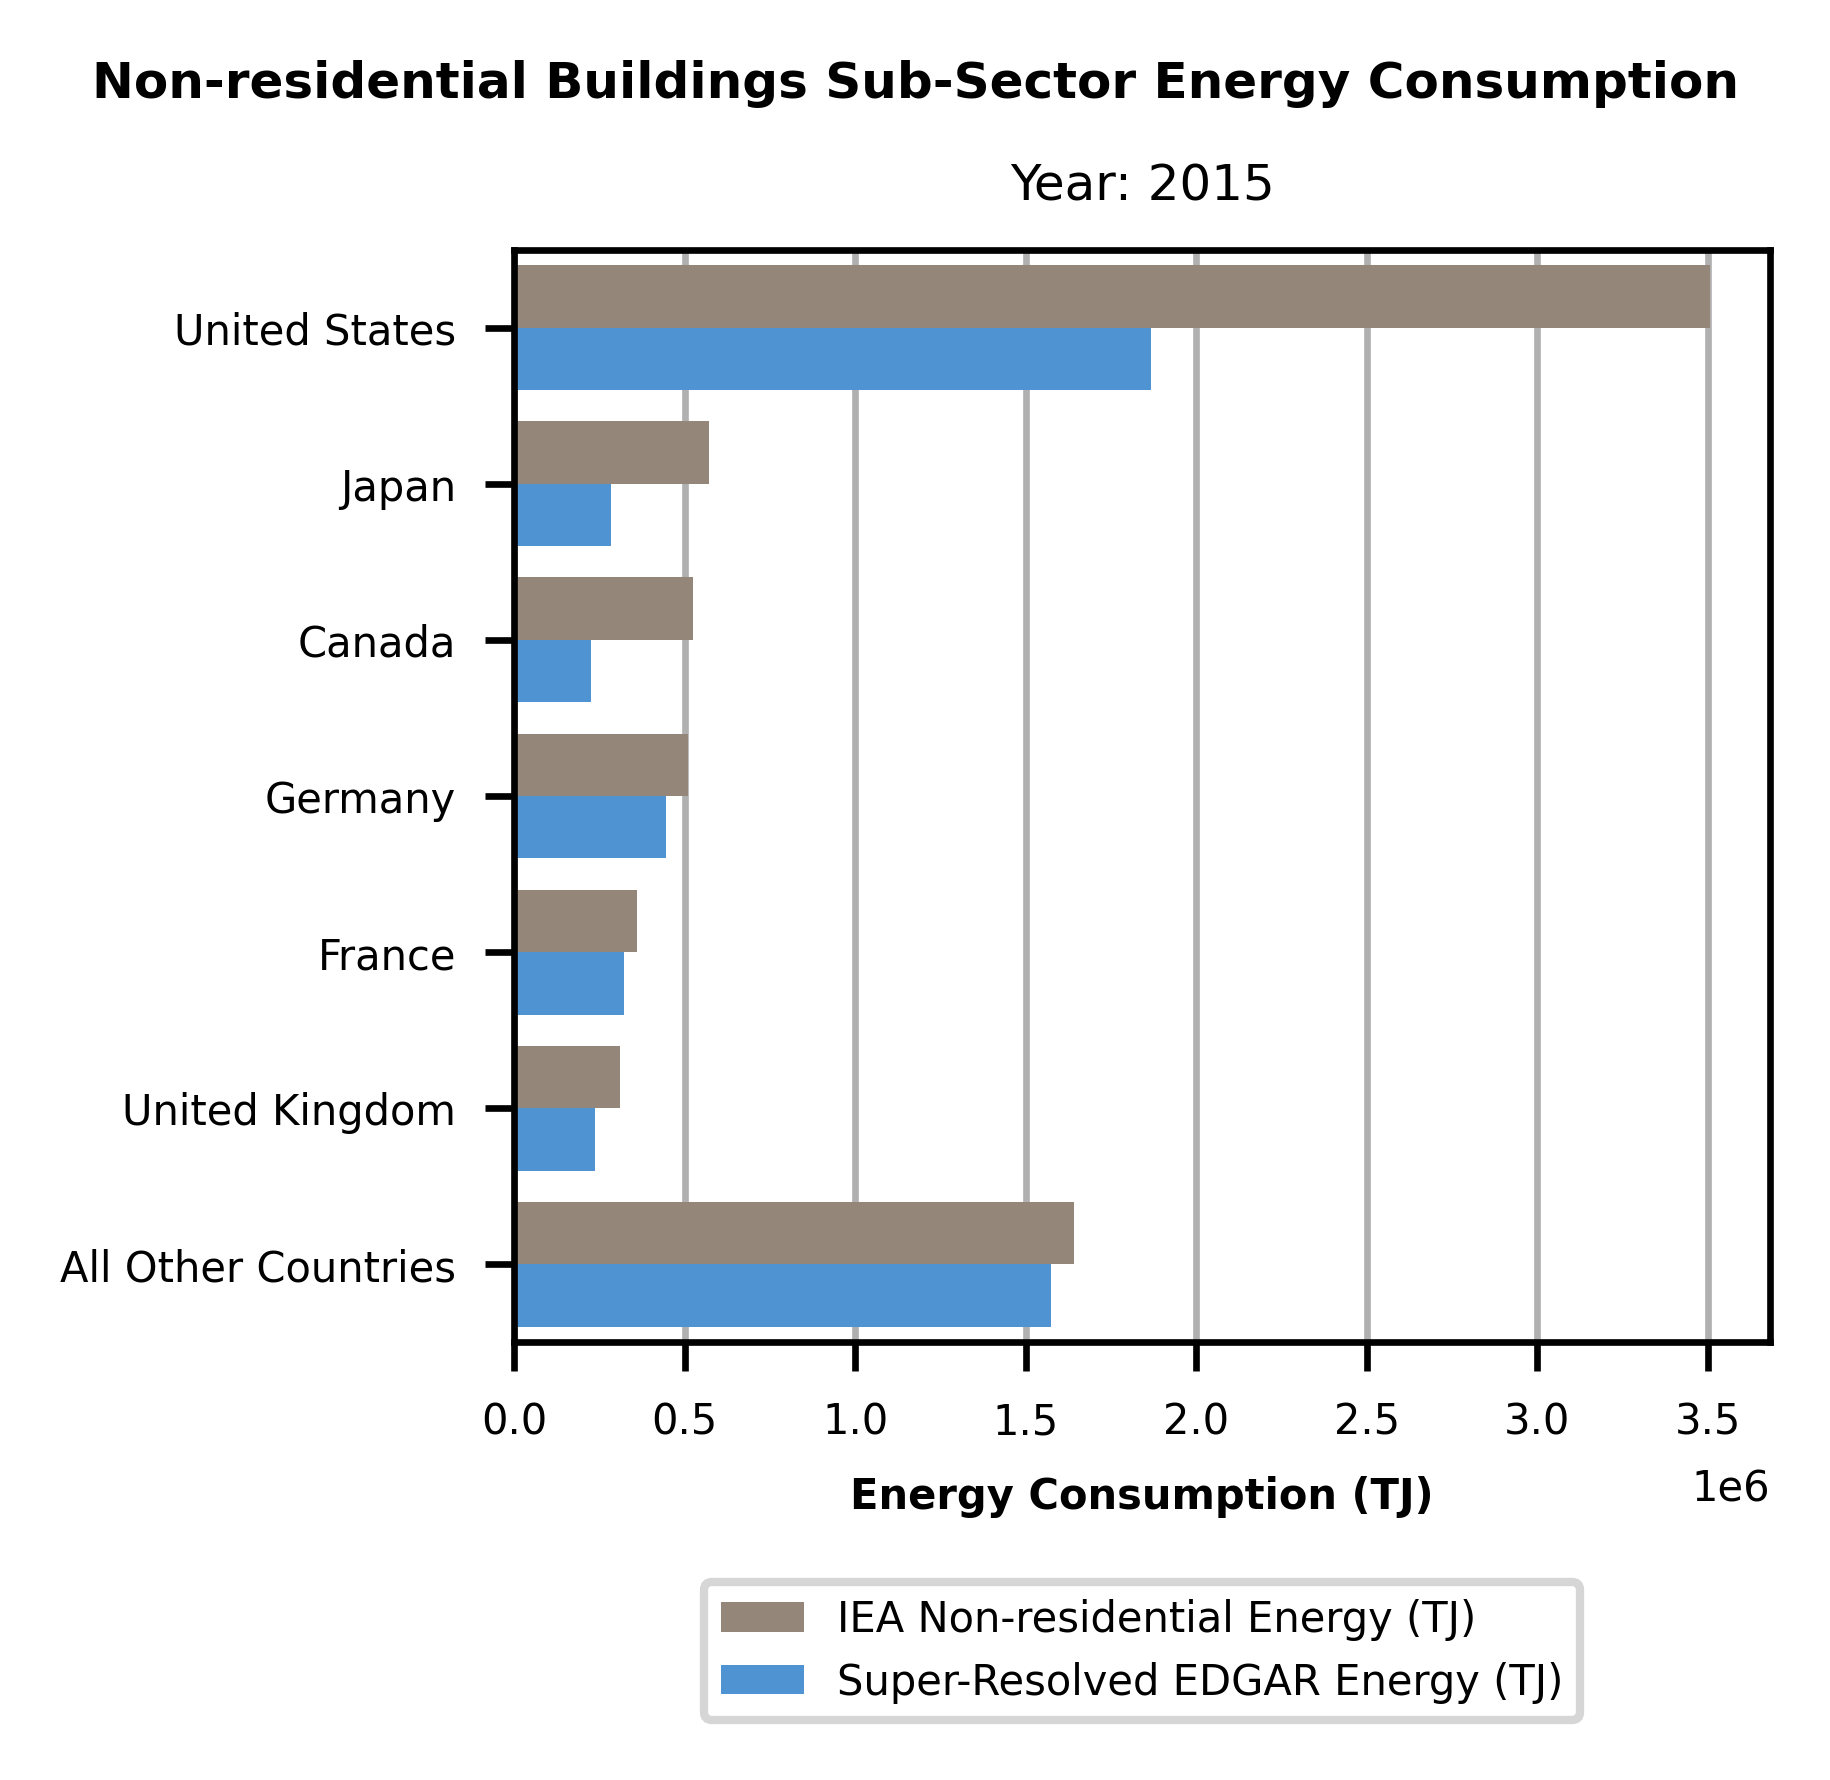 Non-residential Buildings Sub-Sector Energy Consumption
Year: 2015
United States
Japan
Canada
Germany
France
United Kingdom
All Other Countries
0.0 0.5 1.0 1.5 2.0 2.5 3.0 3.5
1e6
Energy Consumption (TJ)
IEA Non-residential Energy (TJ)
Super-Resolved EDGAR Energy (TJ)